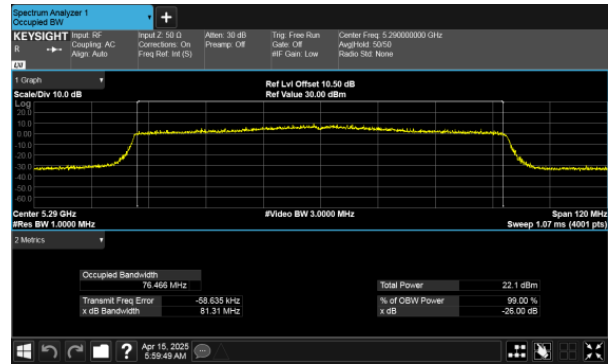 Spectrum Analyzer 1
Occupied BW
+
KEYSIGHT Input: RF Input Z: 50 Ω Atten: 30 dB Trig: Free Run Center Freq: 5.290000000 GHz
R Coupling: AC Corrections: On Preamp: Off Gate: Off Avg|Hold: 50/50
Align: Auto Freq Ref: Int (S) #IF Gain: Low Radio Std: None
LXI
1 Graph
Ref Lvl Offset 10.50 dB
Scale/Div 10.0 dB Ref Value 30.00 dBm
Log
20.0
10.0
0.00
-10.0
-20.0
-30.0
-40.0
-50.0
-60.0
Center 5.29 GHz #Video BW 3.0000 MHz Span 120 MHz
#Res BW 1.0000 MHz Sweep 1.07 ms (4001 pts)
2 Metrics
Occupied Bandwidth
76.466 MHz Total Power 22.1 dBm
Transmit Freq Error -58.635 kHz % of OBW Power 99.00 %
x dB Bandwidth 81.31 MHz x dB -26.00 dB
? Apr 15, 2025
5:59:49 AM